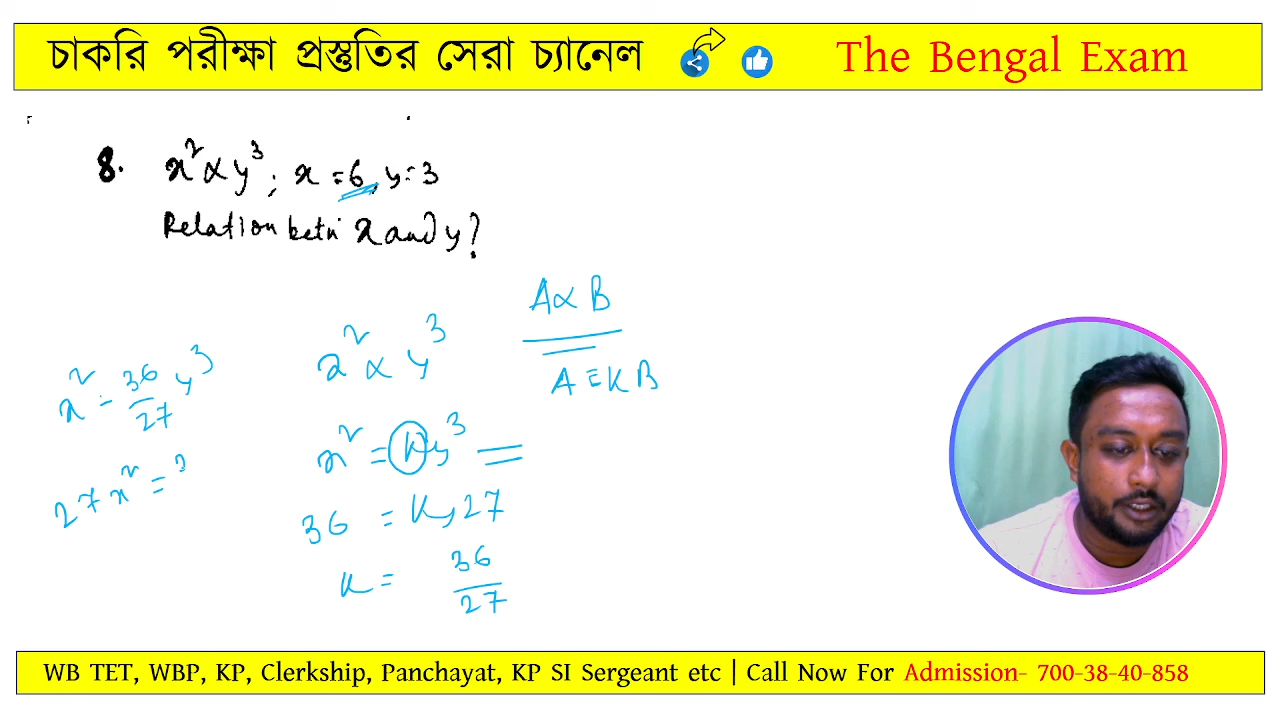 চাকরি পরীক্ষা প্রস্তুতির সেরা চ্যানেল The Bengal Exam
8. x² ∝ y³; x = 6, y = 3
Relation betn x and y?
A ∝ B
A = KB
x² ∝ y³
x² = Ky³
36 = K, 27
K = 36/27
x² = 36/27 y³
27x² = 3
WB TET, WBP, KP, Clerkship, Panchayat, KP SI Sergeant etc | Call Now For Admission- 700-38-40-858